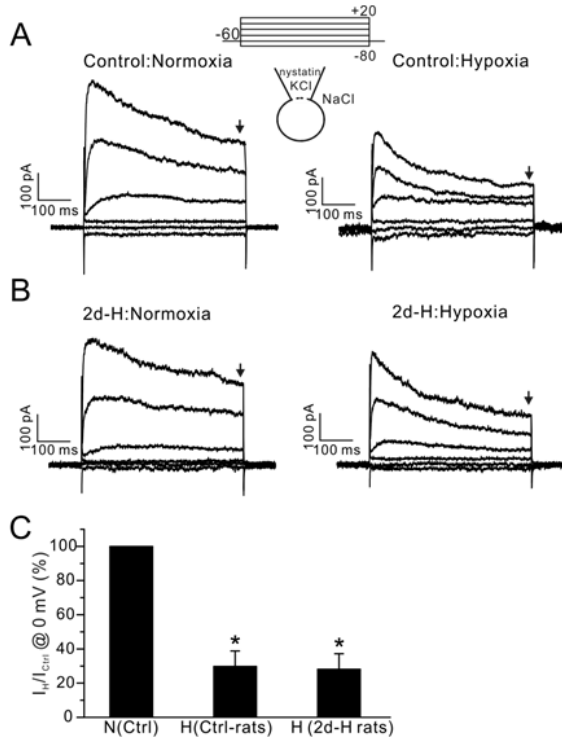 A
+20
-60
-80
Control:Normoxia
Control:Hypoxia
nystatin
KCl
NaCl
100 pA
100 ms
100 pA
100 ms
B
2d-H:Normoxia
2d-H:Hypoxia
100 pA
100 ms
100 pA
100 ms
C
I_H/I_Ctrl @ 0 mV (%)
100
80
60
40
20
0
* *
N(Ctrl) H(Ctrl-rats) H (2d-H rats)